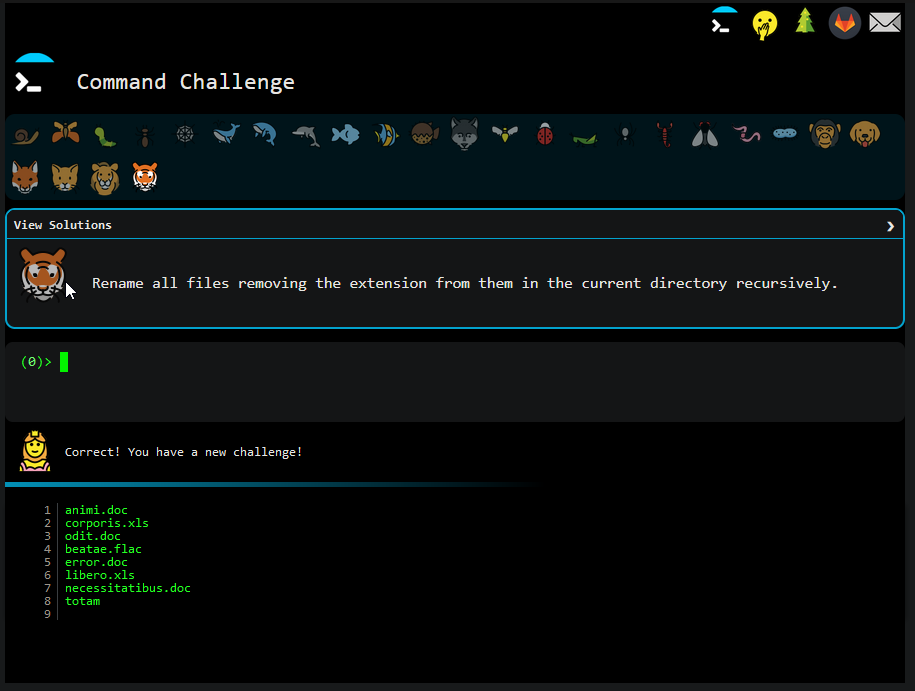 Command Challenge
View Solutions
Rename all files removing the extension from them in the current directory recursively.
(0)>
Correct! You have a new challenge!
1 animi.doc
2 corporis.xls
3 odit.doc
4 beatae.flac
5 error.doc
6 libero.xls
7 necessitatibus.doc
8 totam
9